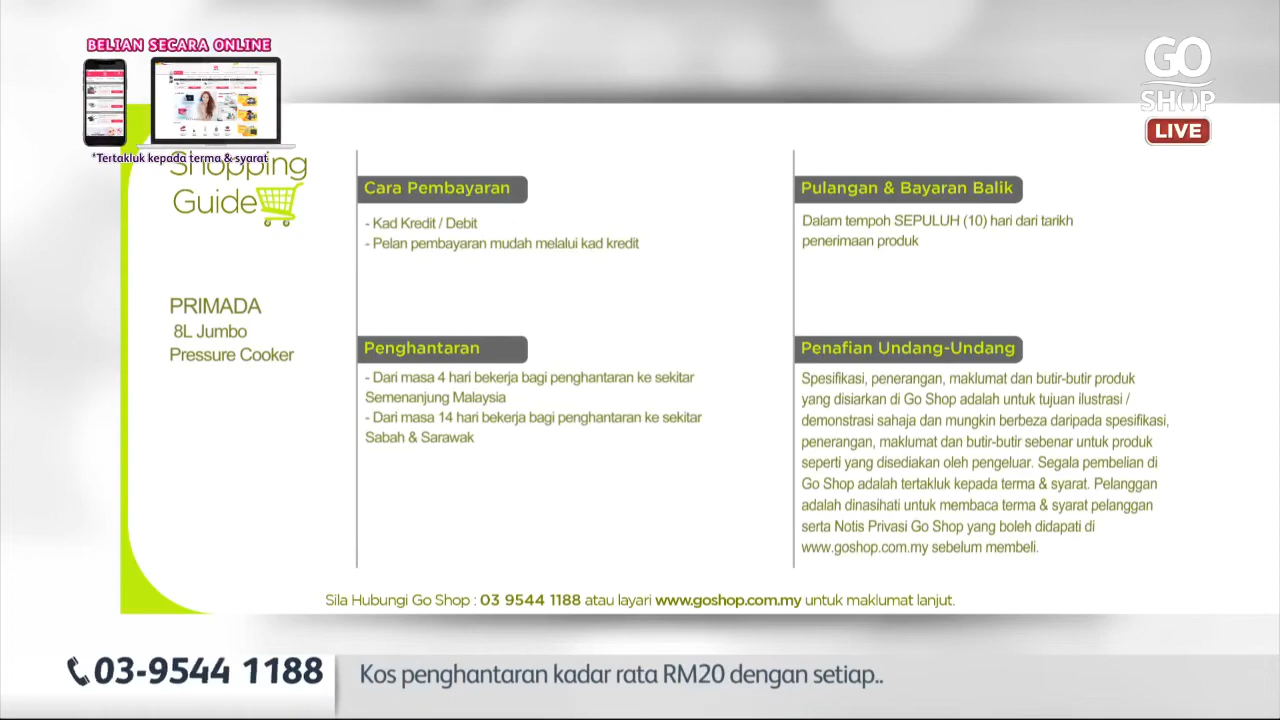 BELIAN SECARA ONLINE
*Tertakluk kepada terma & syarat
GO
SHOP
LIVE
Shopping
Guide
PRIMADA
8L Jumbo
Pressure Cooker
Cara Pembayaran
- Kad Kredit / Debit
- Pelan pembayaran mudah melalui kad kredit
Penghantaran
- Dari masa 4 hari bekerja bagi penghantaran ke sekitar
Semenanjung Malaysia
- Dari masa 14 hari bekerja bagi penghantaran ke sekitar
Sabah & Sarawak
Pulangan & Bayaran Balik
Dalam tempoh SEPULUH (10) hari dari tarikh
penerimaan produk
Penafian Undang-Undang
Spesifikasi, penerangan, maklumat dan butir-butir produk
yang disiarkan di Go Shop adalah untuk tujuan ilustrasi /
demonstrasi sahaja dan mungkin berbeza daripada spesifikasi,
penerangan, maklumat dan butir-butir sebenar untuk produk
seperti yang disediakan oleh pengeluar. Segala pembelian di
Go Shop adalah tertakluk kepada terma & syarat. Pelanggan
adalah dinasihati untuk membaca terma & syarat pelanggan
serta Notis Privasi Go Shop yang boleh didapati di
www.goshop.com.my sebelum membeli.
Sila Hubungi Go Shop : 03 9544 1188 atau layari www.goshop.com.my untuk maklumat lanjut.
03-9544 1188
Kos penghantaran kadar rata RM20 dengan setiap..